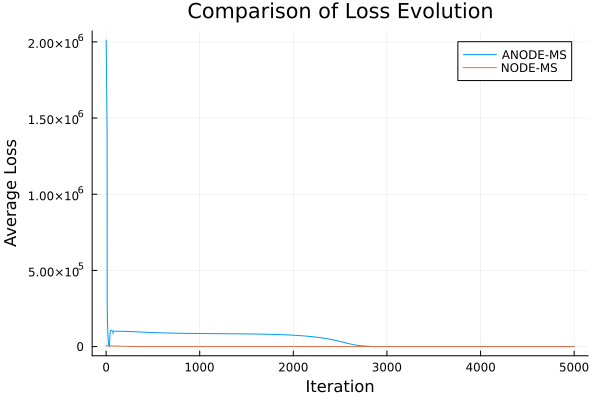 Comparison of Loss Evolution
2.00×10⁶
1.50×10⁶
1.00×10⁶
5.00×10⁵
0
Average Loss
ANODE-MS
NODE-MS
0 1000 2000 3000 4000 5000
Iteration